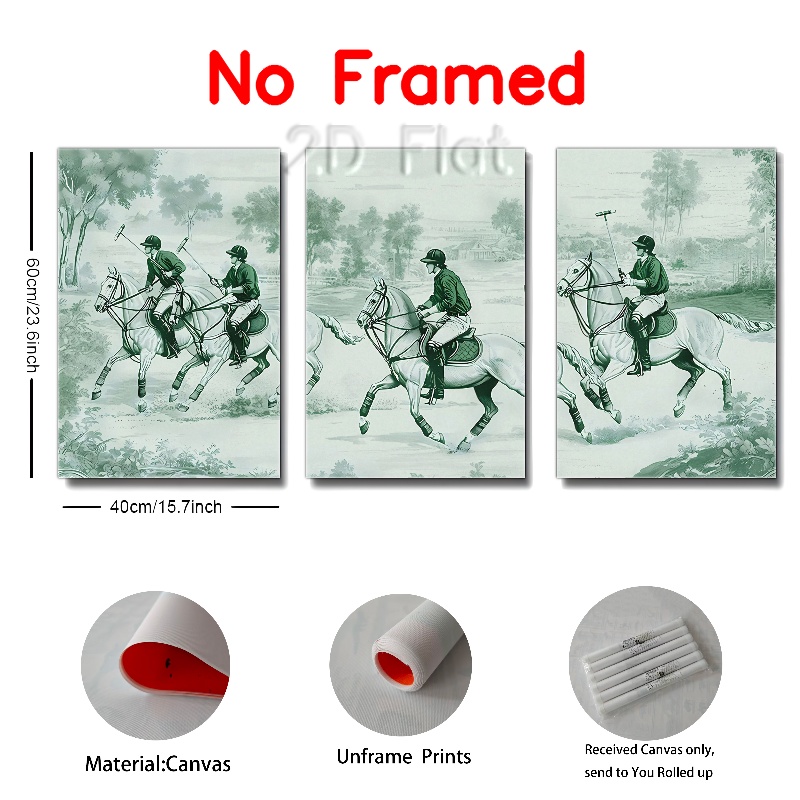 No Framed
2.D Flat.
60cm/23.6inch
40cm/15.7inch
Material:Canvas
Unframe Prints
Received Canvas only,
send to You Rolled up